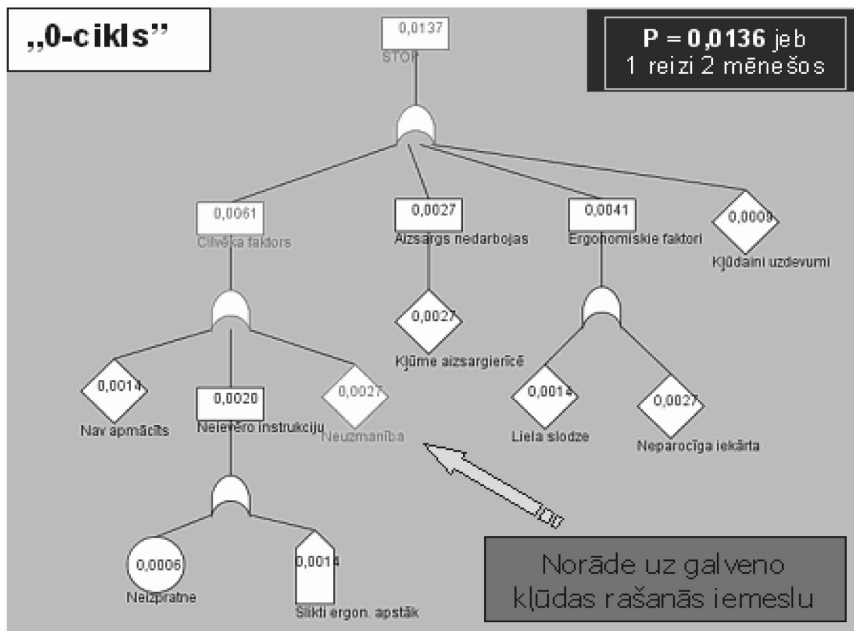 „0-cikls”
P = 0,0136 jeb
1 reizi 2 mēnešos
0,0137
STOP
0,0061
Cilvēka faktors
0,0027
Aizsargs nedarbojas
0,0041
Ergonomiskie faktori
0,0009
Kļūdaini uzdevumi
0,0027
Kļūme aizsargierīcē
0,0014
Nav apmācīts
0,0020
Neievēro instrukciju
0,0027
Neuzmanība
0,0014
Liela slodze
0,0027
Neparocīga iekārta
0,0006
Neizpratne
0,0014
Slikti ergon. apstāk
Norāde uz galveno
kļūdas rašanās iemeslu